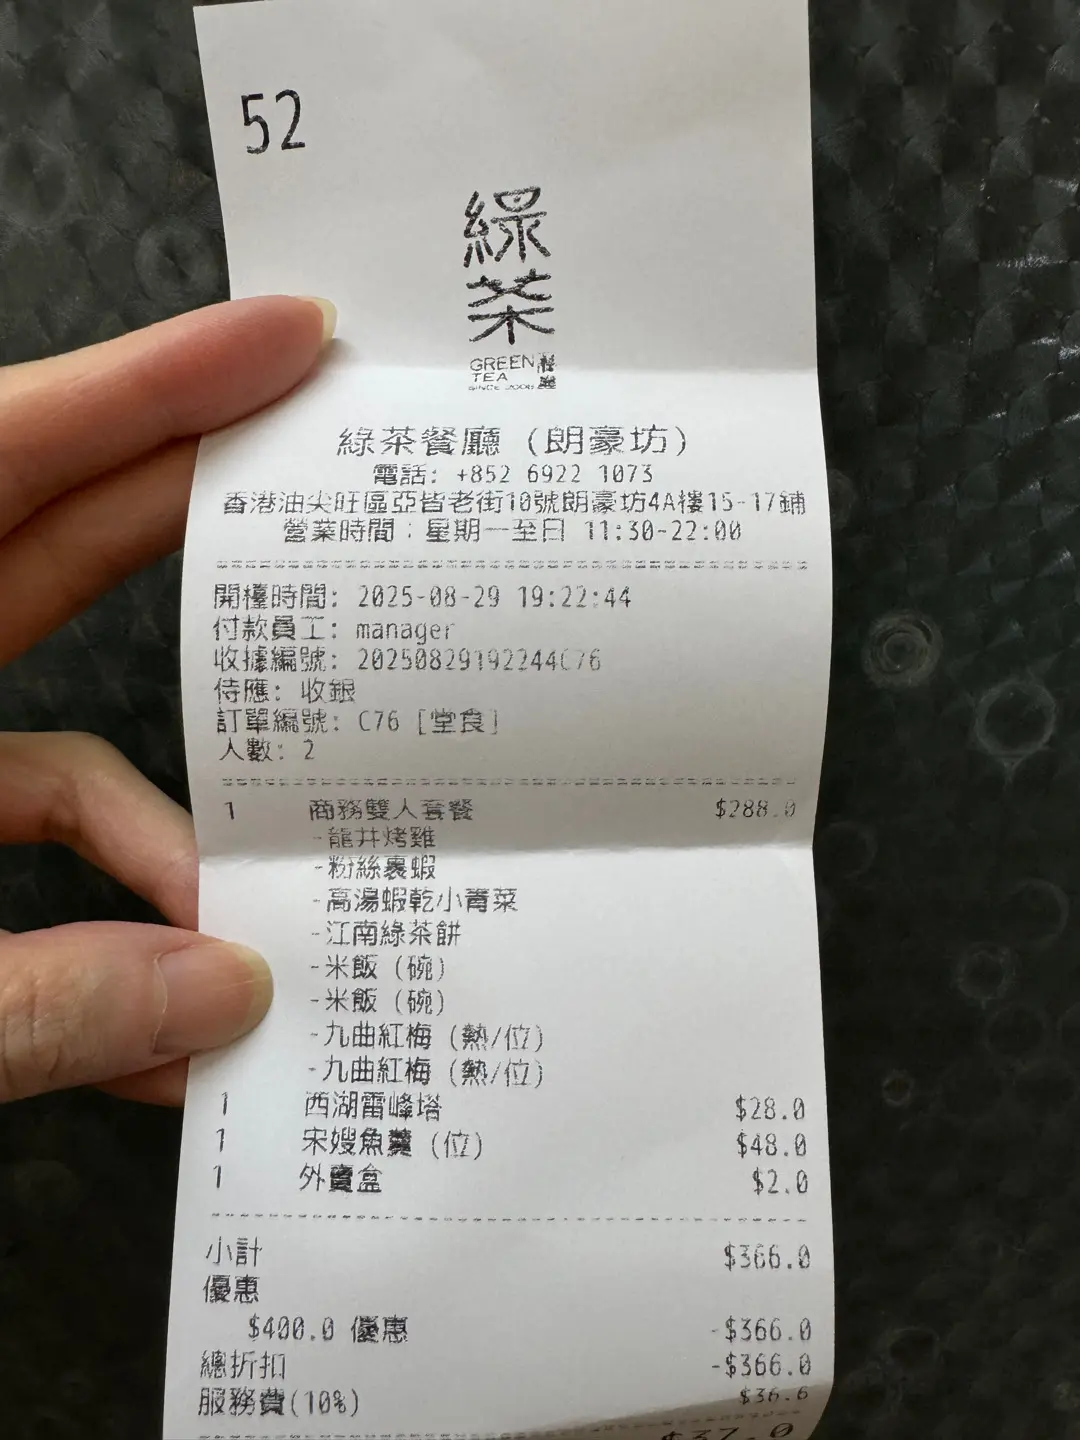 52
綠
茶
GREEN 餐廳
TEA
SINCE 2008
綠茶餐廳 (朗豪坊)
電話: +852 6922 1073
香港油尖旺區亞皆老街10號朗豪坊4A樓15-17鋪
營業時間：星期一至日 11:30-22:00
開檯時間: 2025-08-29 19:22:44
付款員工: manager
收據編號: 20250829192244C76
侍應: 收銀
訂單編號: C76 [堂食]
人數: 2
1 商務雙人套餐 $288.0
-龍井烤雞
-粉絲裹蝦
-高湯蝦乾小青菜
-江南綠茶餅
-米飯 (碗)
-米飯 (碗)
-九曲紅梅 (熱/位)
-九曲紅梅 (熱/位)
1 西湖雷峰塔 $28.0
1 宋嫂魚羹 (位) $48.0
1 外賣盒 $2.0
小計 $366.0
優惠
$400.0 優惠 -$366.0
總折扣 -$366.0
服務費(10%) $36.6
$37.0